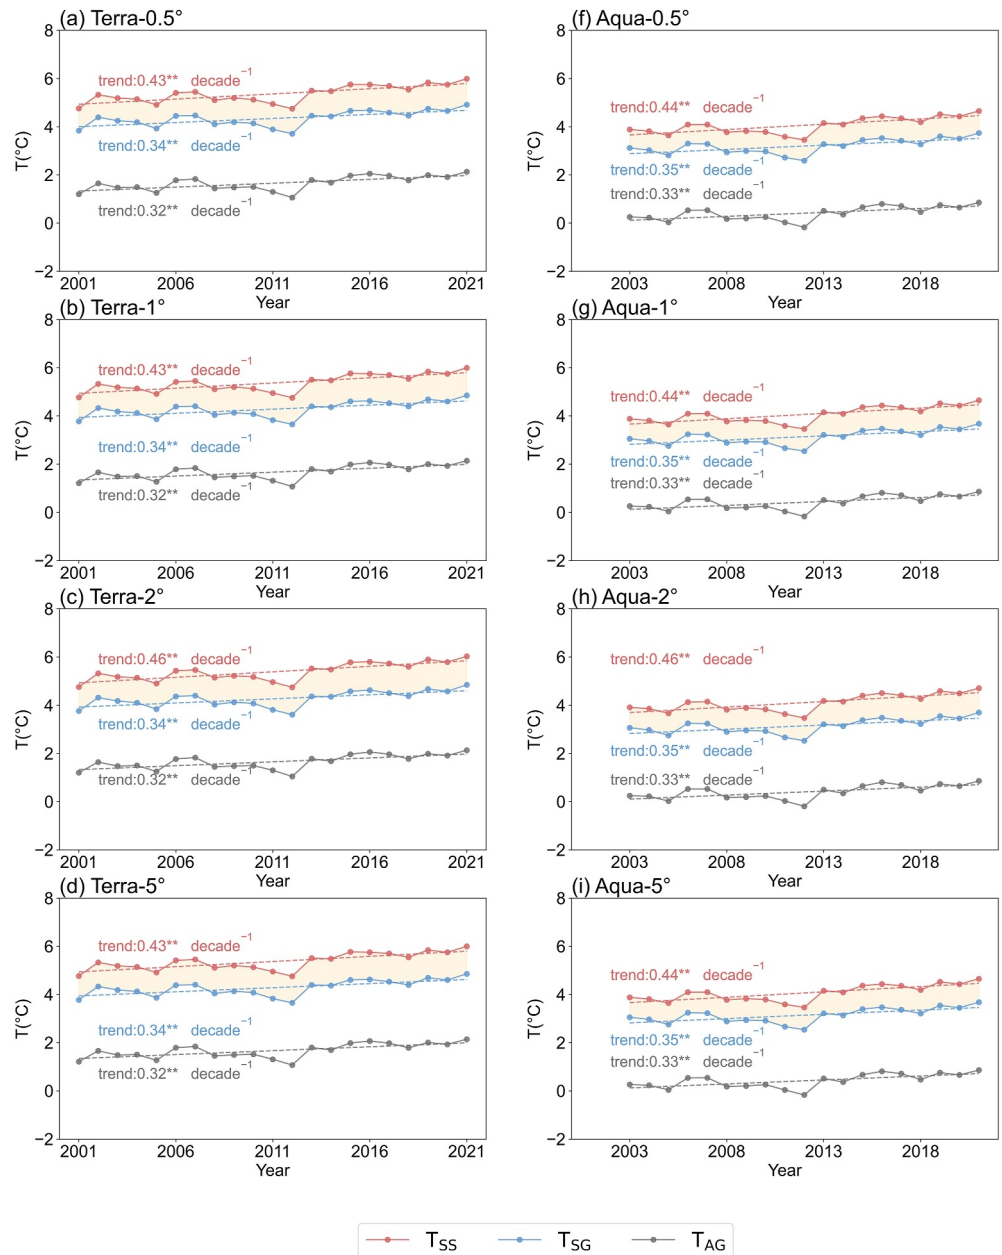 (a) Terra-0.5°
8
6
4
2
0
−2
T(°C)
trend:0.43** decade⁻¹
trend:0.34** decade⁻¹
trend:0.32** decade⁻¹
2001 2006 2011 2016 2021
Year
(f) Aqua-0.5°
8
6
4
2
0
−2
T(°C)
trend:0.44** decade⁻¹
trend:0.35** decade⁻¹
trend:0.33** decade⁻¹
2003 2008 2013 2018
Year
(b) Terra-1°
8
6
4
2
0
−2
T(°C)
trend:0.43** decade⁻¹
trend:0.34** decade⁻¹
trend:0.32** decade⁻¹
2001 2006 2011 2016 2021
Year
(g) Aqua-1°
8
6
4
2
0
−2
T(°C)
trend:0.44** decade⁻¹
trend:0.35** decade⁻¹
trend:0.33** decade⁻¹
2003 2008 2013 2018
Year
(c) Terra-2°
8
6
4
2
0
−2
T(°C)
trend:0.46** decade⁻¹
trend:0.34** decade⁻¹
trend:0.32** decade⁻¹
2001 2006 2011 2016 2021
Year
(h) Aqua-2°
8
6
4
2
0
−2
T(°C)
trend:0.46** decade⁻¹
trend:0.35** decade⁻¹
trend:0.33** decade⁻¹
2003 2008 2013 2018
Year
(d) Terra-5°
8
6
4
2
0
−2
T(°C)
trend:0.43** decade⁻¹
trend:0.34** decade⁻¹
trend:0.32** decade⁻¹
2001 2006 2011 2016 2021
Year
(i) Aqua-5°
8
6
4
2
0
−2
T(°C)
trend:0.44** decade⁻¹
trend:0.35** decade⁻¹
trend:0.33** decade⁻¹
2003 2008 2013 2018
Year
T_SS T_SG T_AG